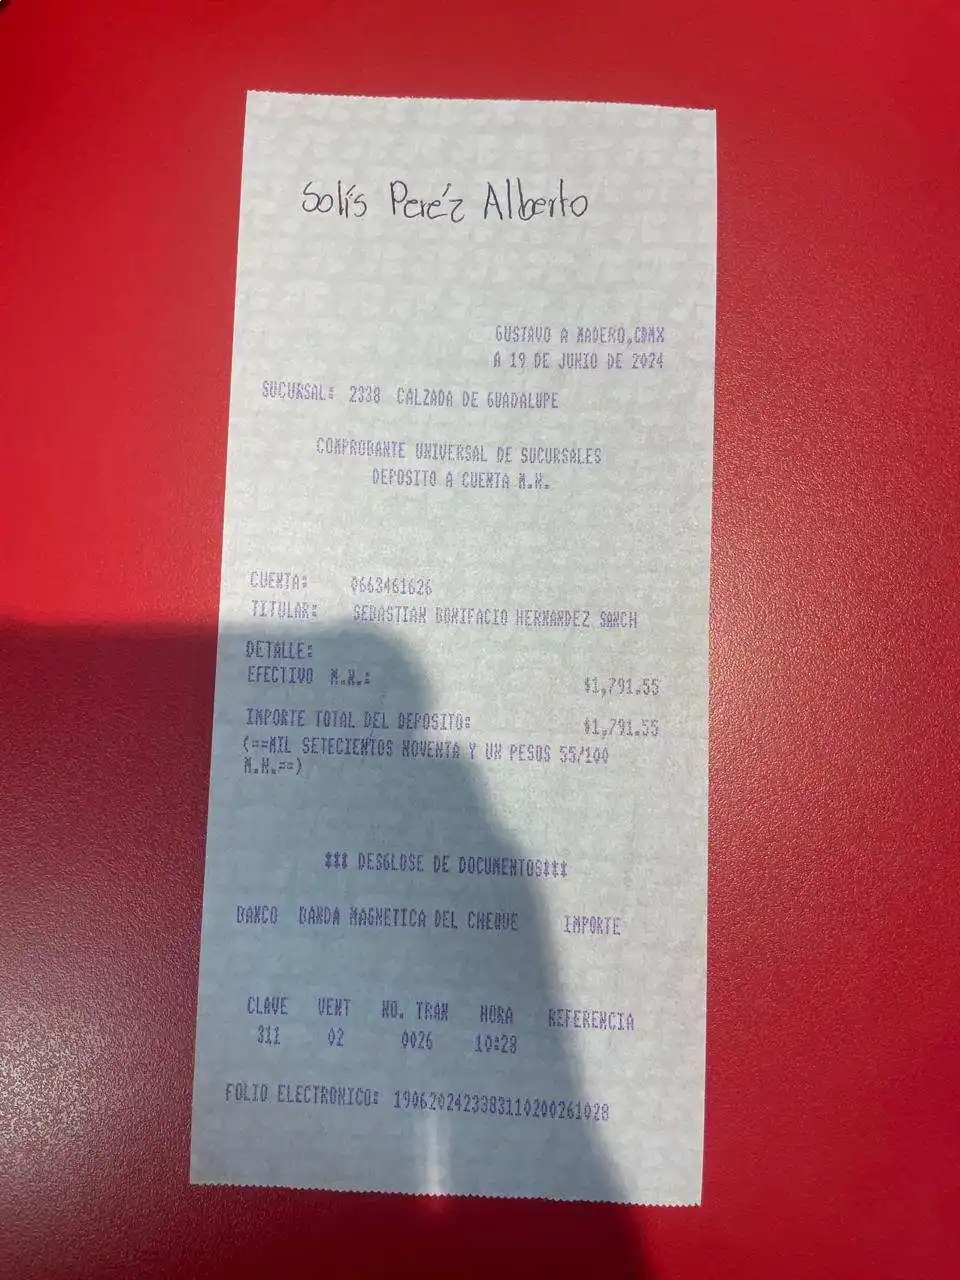 Solís Peréz Alberto
GUSTAVO A MADERO,CDMX
A 19 DE JUNIO DE 2024
SUCURSAL: 2338 CALZADA DE GUADALUPE
COMPROBANTE UNIVERSAL DE SUCURSALES
DEPOSITO A CUENTA M.N.
CUENTA: 0663461626
TITULAR: SEBASTIAN BONIFACIO HERNANDEZ SANCH
DETALLE:
EFECTIVO M.N.: $1,791.55
IMPORTE TOTAL DEL DEPOSITO: $1,791.55
(==MIL SETECIENTOS NOVENTA Y UN PESOS 55/100
M.N.==)
*** DESGLOSE DE DOCUMENTOS***
BANCO BANDA MAGNETICA DEL CHEQUE IMPORTE
CLAVE VENT NO. TRAN HORA REFERENCIA
311 02 0026 10:28
FOLIO ELECTRONICO: 1906202423383110200261028